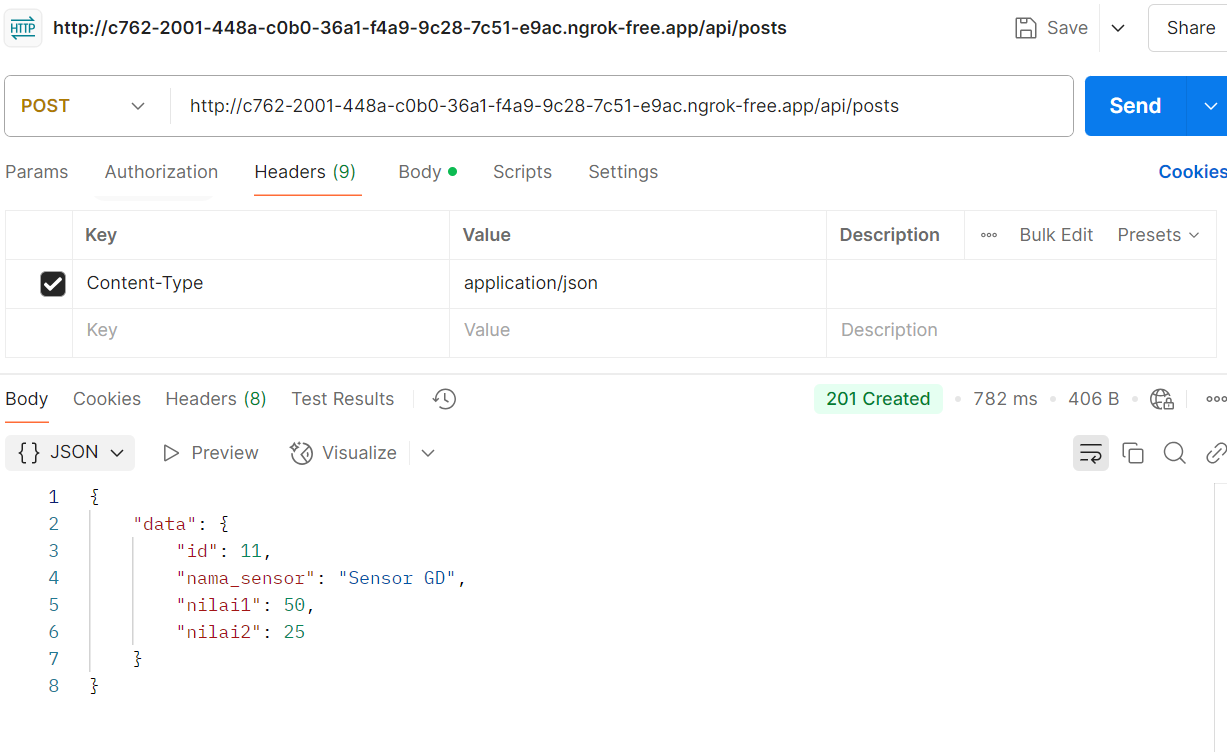 HTTP http://c762-2001-448a-c0b0-36a1-f4a9-9c28-7c51-e9ac.ngrok-free.app/api/posts Save Share
POST http://c762-2001-448a-c0b0-36a1-f4a9-9c28-7c51-e9ac.ngrok-free.app/api/posts Send
Params Authorization Headers (9) Body Scripts Settings Cookies
Key Value Description Bulk Edit Presets
Content-Type application/json
Key Value Description
Body Cookies Headers (8) Test Results 201 Created 782 ms 406 B
{} JSON Preview Visualize
1 {
2 "data": {
3 "id": 11,
4 "nama_sensor": "Sensor GD",
5 "nilai1": 50,
6 "nilai2": 25
7 }
8 }